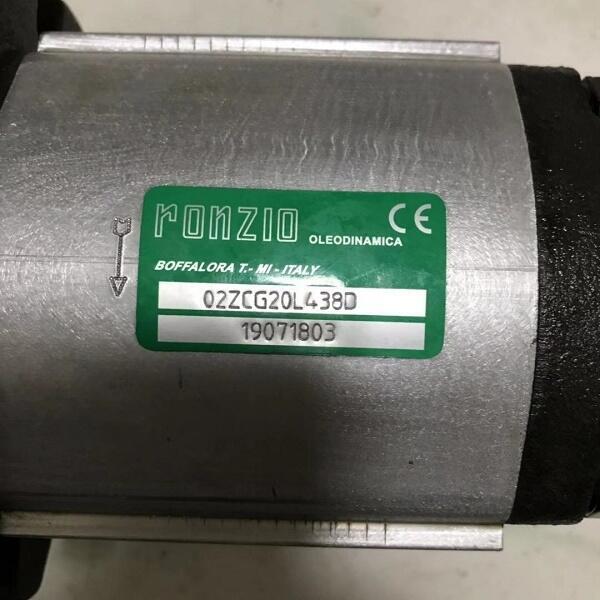 ronzio
OLEODINAMICA
CE
BOFFALORA T.- MI - ITALY
02ZCG20L438D
19071803